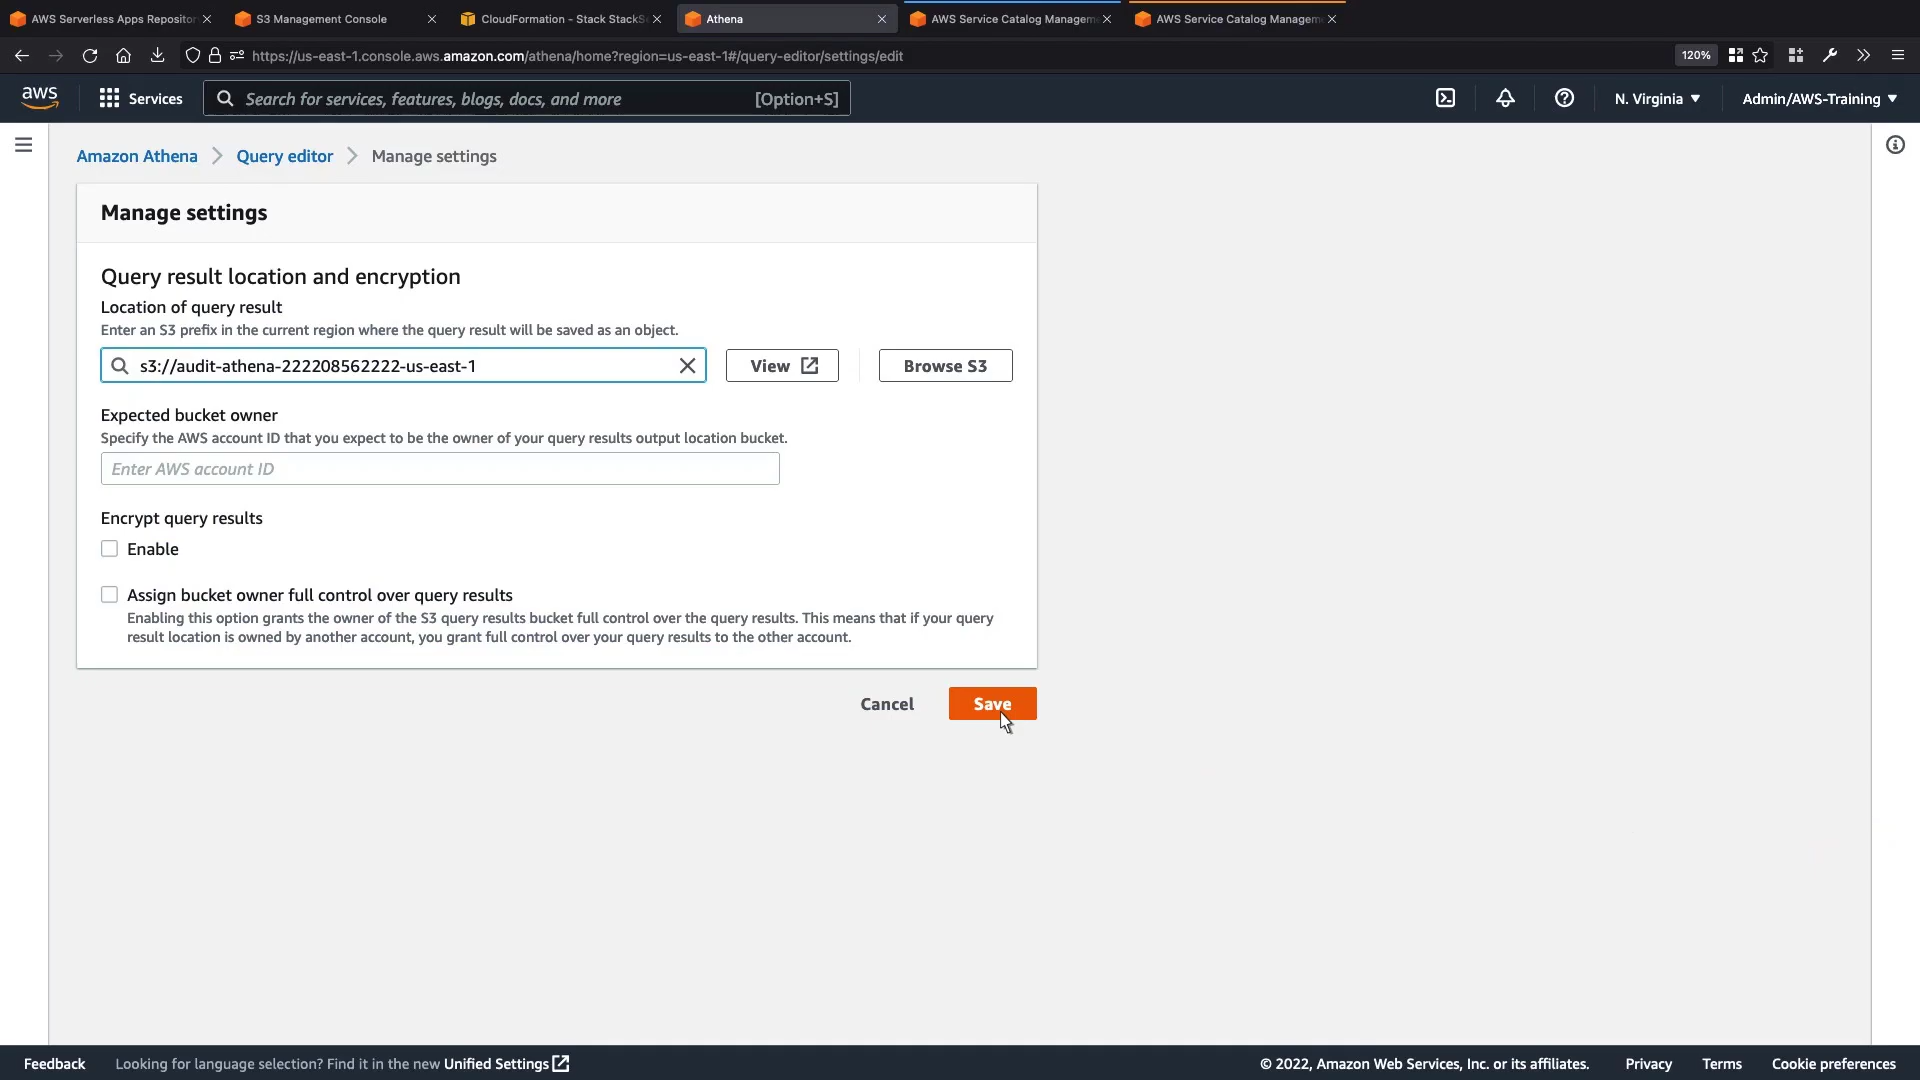 AWS Serverless Apps Repositor
S3 Management Console
CloudFormation - Stack StackSe
Athena
AWS Service Catalog Managem
AWS Service Catalog Managem
https://us-east-1.console.aws.amazon.com/athena/home?region=us-east-1#/query-editor/settings/edit
120%
aws
Services
Search for services, features, blogs, docs, and more
[Option+S]
N. Virginia
Admin/AWS-Training
Amazon Athena
Query editor
Manage settings
Manage settings
Query result location and encryption
Location of query result
Enter an S3 prefix in the current region where the query result will be saved as an object.
s3://audit-athena-222208562222-us-east-1
View
Browse S3
Expected bucket owner
Specify the AWS account ID that you expect to be the owner of your query results output location bucket.
Enter AWS account ID
Encrypt query results
Enable
Assign bucket owner full control over query results
Enabling this option grants the owner of the S3 query results bucket full control over the query results. This means that if your query
result location is owned by another account, you grant full control over your query results to the other account.
Cancel
Save
Feedback
Looking for language selection? Find it in the new Unified Settings
© 2022, Amazon Web Services, Inc. or its affiliates.
Privacy
Terms
Cookie preferences